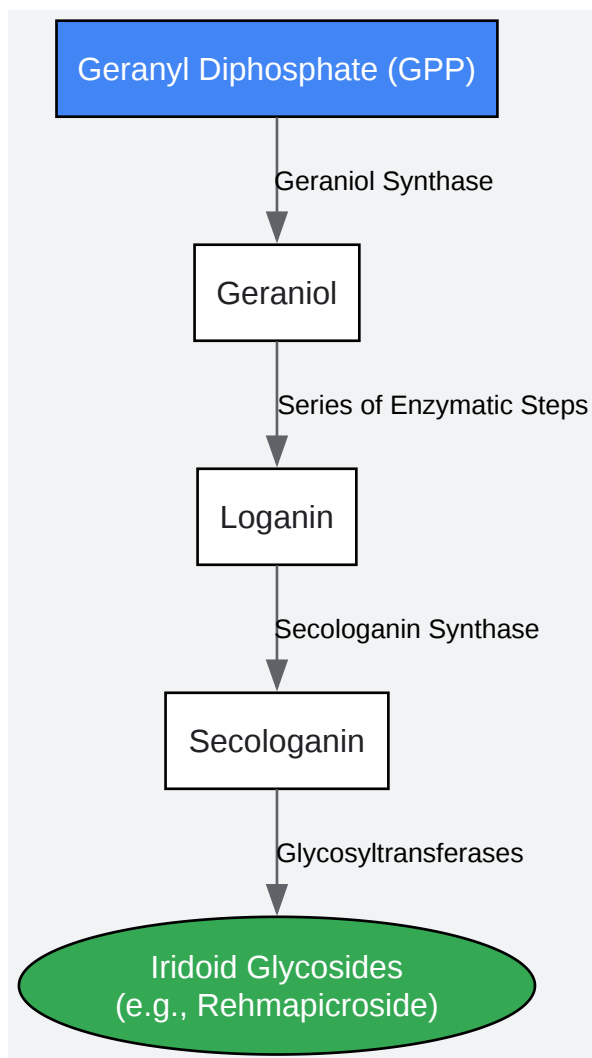 Geranyl Diphosphate (GPP)
Geraniol Synthase
Geraniol
Series of Enzymatic Steps
Loganin
Secologanin Synthase
Secologanin
Glycosyltransferases
Iridoid Glycosides
(e.g., Rehmapicroside)